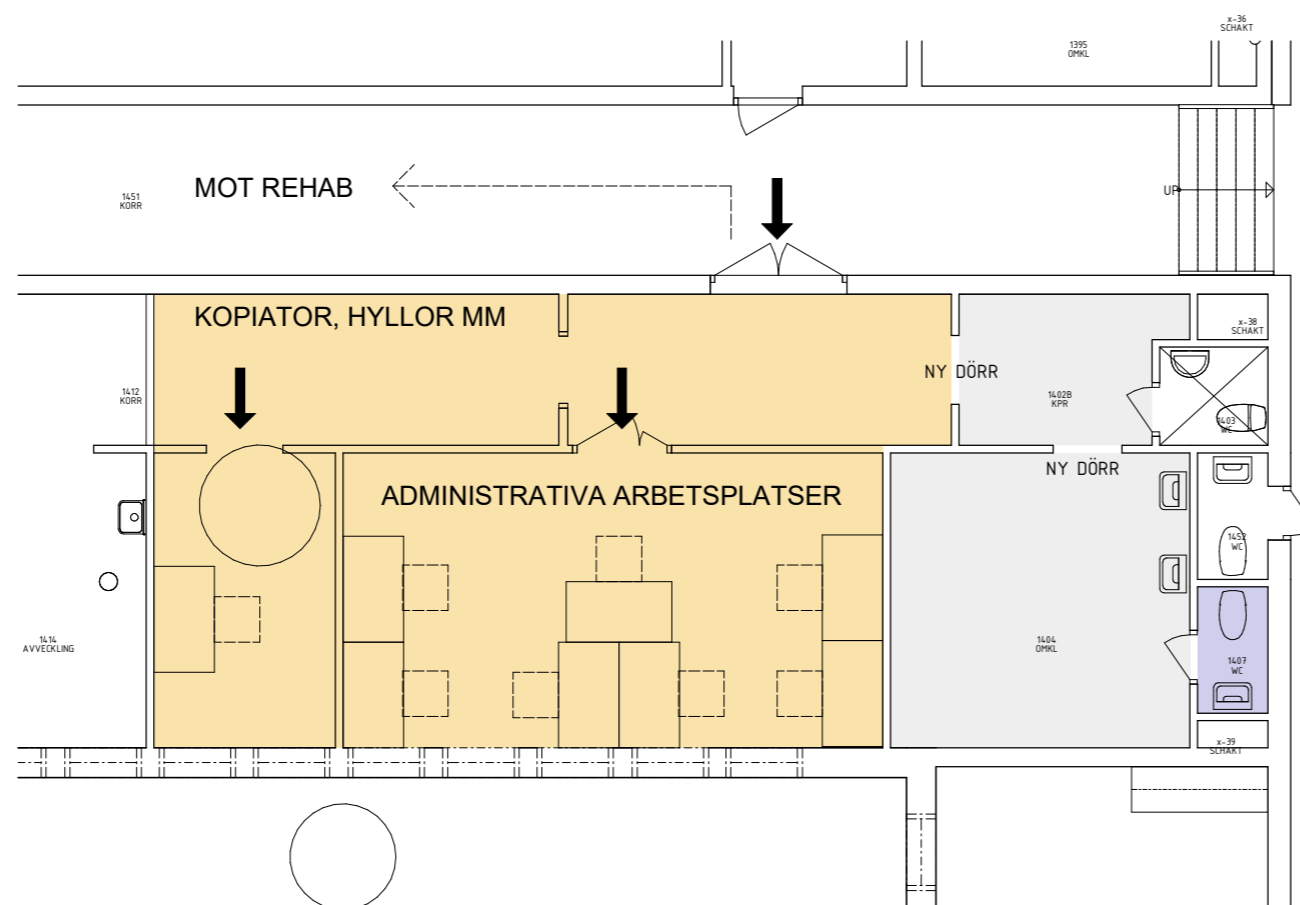 x-36
SCHAKT
1395
OMKL
1451
KORR
MOT REHAB
UP
KOPIATOR, HYLLOR MM
x-38
SCHAKT
1412
KORR
NY DÖRR
1402B
KPR
1403
WC
NY DÖRR
ADMINISTRATIVA ARBETSPLATSER
1452
WC
1414
AVVECKLING
1404
OMKL
1407
WC
x-39
SCHAKT